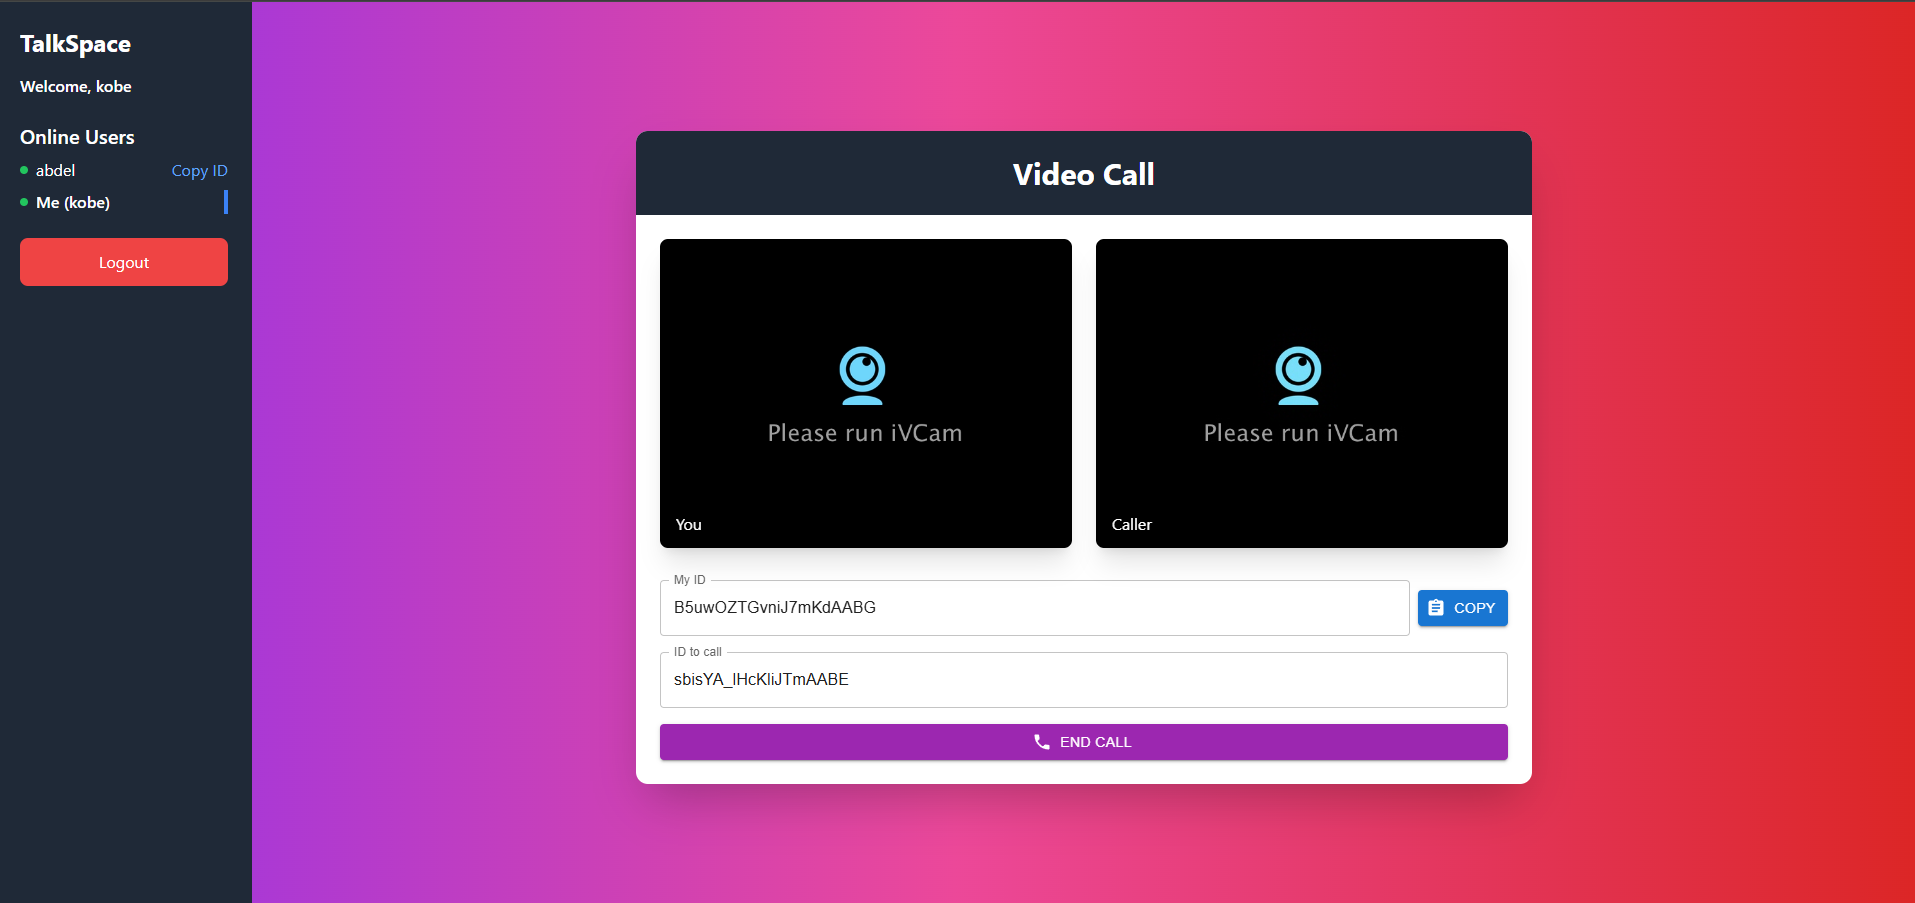 TalkSpace
Welcome, kobe
Online Users
abdel Copy ID
Me (kobe)
Logout
Video Call
Please run iVCam
You
Please run iVCam
Caller
My ID
B5uwOZTGvniJ7mKdAABG
COPY
ID to call
sbisYA_lHcKliJTmAABE
END CALL